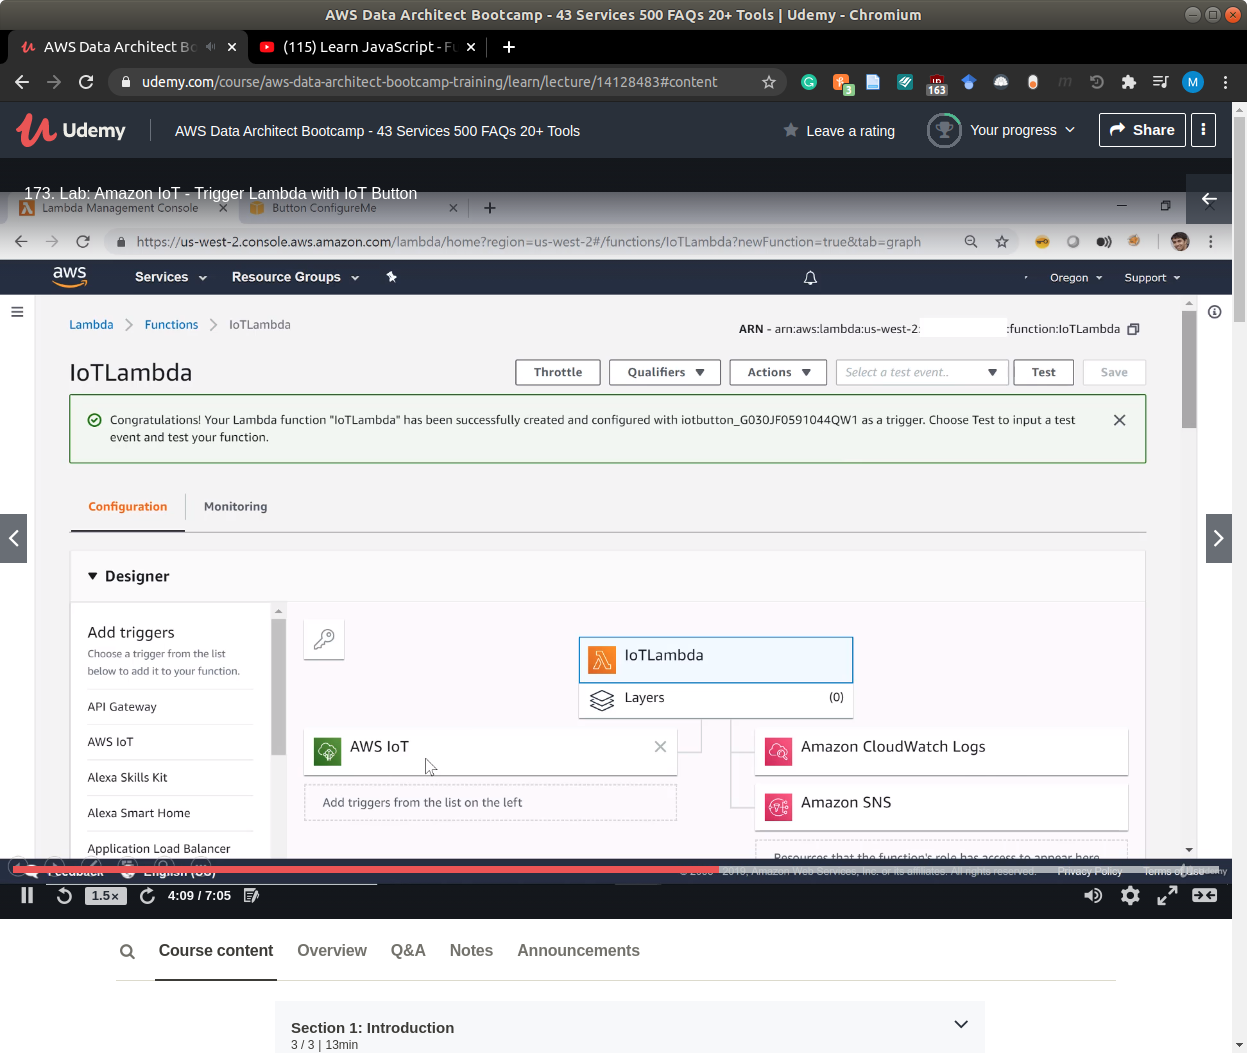 AWS Data Architect Bootcamp - 43 Services 500 FAQs 20+ Tools | Udemy - Chromium
AWS Data Architect Bo
(115) Learn JavaScript - Fu
udemy.com/course/aws-data-architect-bootcamp-training/learn/lecture/14128483#content
3
163
M
Udemy
AWS Data Architect Bootcamp - 43 Services 500 FAQs 20+ Tools
Leave a rating
Your progress
Share
173. Lab: Amazon IoT - Trigger Lambda with IoT Button
Lambda Management Console
Button ConfigureMe
https://us-west-2.console.aws.amazon.com/lambda/home?region=us-west-2#/functions/IoTLambda?newFunction=true&tab=graph
aws
Services
Resource Groups
Oregon
Support
Lambda
Functions
IoTLambda
ARN - arn:aws:lambda:us-west-2:
:function:IoTLambda
IoTLambda
Throttle
Qualifiers
Actions
Select a test event..
Test
Save
Congratulations! Your Lambda function "IoTLambda" has been successfully created and configured with iotbutton_G030JF0591044QW1 as a trigger. Choose Test to input a test
event and test your function.
Configuration
Monitoring
Designer
Add triggers
Choose a trigger from the list
below to add it to your function.
API Gateway
AWS IoT
Alexa Skills Kit
Alexa Smart Home
Application Load Balancer
IoTLambda
Layers
(0)
AWS IoT
Add triggers from the list on the left
Amazon CloudWatch Logs
Amazon SNS
Resources that the function's role has access to appear here
Feedback
English (US)
© 2008 - 2019, Amazon Web Services, Inc. or its affiliates. All rights reserved.
Privacy Policy
Terms of Use
1.5×
4:09 / 7:05
Course content
Overview
Q&A
Notes
Announcements
Section 1: Introduction
3 / 3 | 13min